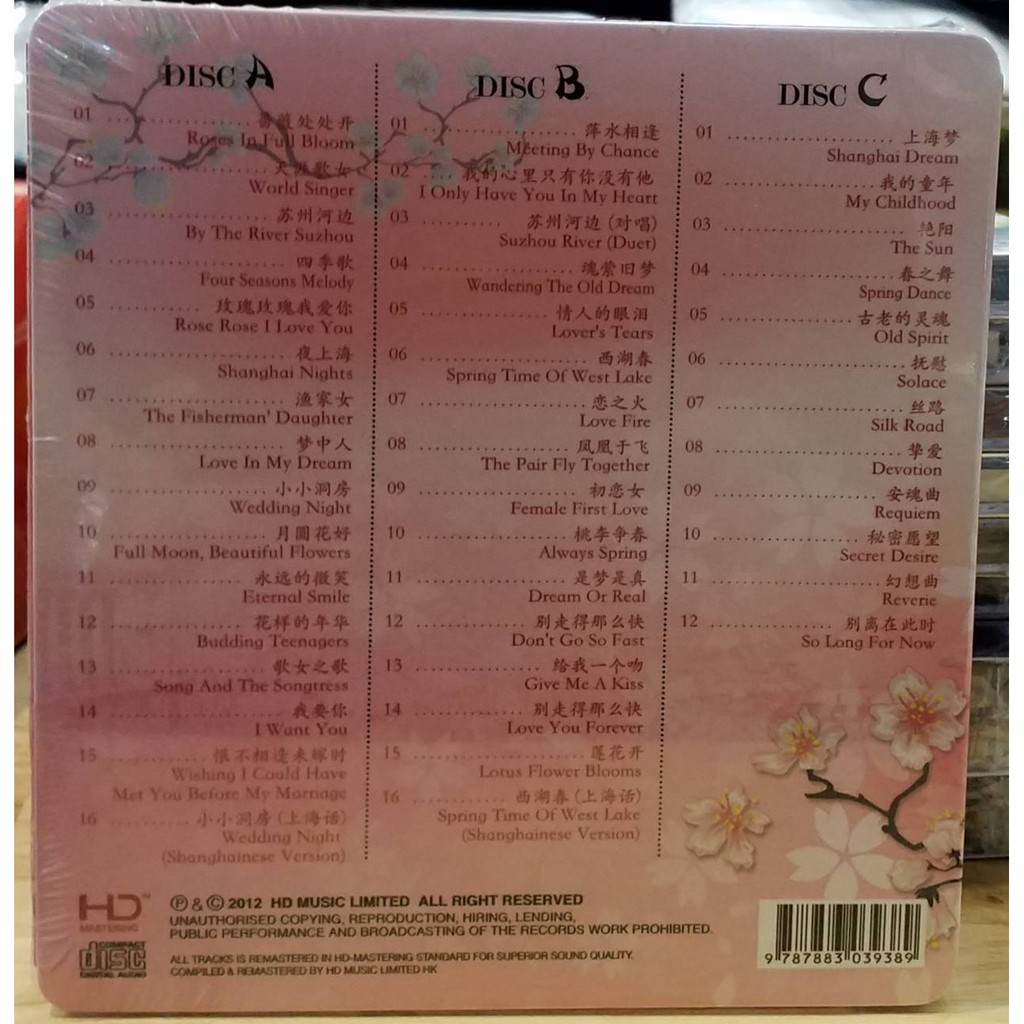 DISC A
01 ................ 蔷薇处处开
Roses In Full Bloom
02 ................ 天涯歌女
World Singer
03 ................ 苏州河边
By The River Suzhou
04 ................ 四季歌
Four Seasons Melody
05 ............ 玫瑰玫瑰我爱你
Rose Rose I Love You
06 ................ 夜上海
Shanghai Nights
07 ................ 渔家女
The Fisherman' Daughter
08 ................ 梦中人
Love In My Dream
09 ................ 小小洞房
Wedding Night
10 ................ 月圆花好
Full Moon, Beautiful Flowers
11 ................ 永远的微笑
Eternal Smile
12 ................ 花样的年华
Budding Teenagers
13 ................ 歌女之歌
Song And The Songtress
14 ................ 我要你
I Want You
15 ............ 恨不相逢未嫁时
Wishing I Could Have
Met You Before My Marnage
16 ........... 小小洞房 (上海话)
Wedding Night
(Shanghainese Version)
DISC B
01 ................ 萍水相逢
Meeting By Chance
02 .... 我的心里只有你没有他
I Only Have You In My Heart
03 ............ 苏州河边 (对唱)
Suzhou River (Duet)
04 ................ 魂萦旧梦
Wandering The Old Dream
05 ................ 情人的眼泪
Lover's Tears
06 ................ 西湖春
Spring Time Of West Lake
07 ................ 恋之火
Love Fire
08 ................ 凤凰于飞
The Pair Fly Together
09 ................ 初恋女
Female First Love
10 ................ 桃李争春
Always Spring
11 ................ 是梦是真
Dream Or Real
12 ............ 别走得那么快
Don't Go So Fast
13 ............ 给我一个吻
Give Me A Kiss
14 ............ 别走得那么快
Love You Forever
15 ................ 莲花开
Lotus Flower Blooms
16 ........... 西湖春 (上海话)
Spring Time Of West Lake
(Shanghainese Version)
DISC C
01 ................ 上海梦
Shanghai Dream
02 ................ 我的童年
My Childhood
03 ................ 艳阳
The Sun
04 ................ 春之舞
Spring Dance
05 ............ 古老的灵魂
Old Spirit
06 ................ 抚慰
Solace
07 ................ 丝路
Silk Road
08 ................ 挚爱
Devotion
09 ................ 安魂曲
Requiem
10 ................ 秘密愿望
Secret Desire
11 ................ 幻想曲
Reverie
12 ............ 别离在此时
So Long For Now
HD™
MASTERING
Ⓟ & © 2012 HD MUSIC LIMITED ALL RIGHT RESERVED
UNAUTHORISED COPYING, REPRODUCTION, HIRING, LENDING,
PUBLIC PERFORMANCE AND BROADCASTING OF THE RECORDS WORK PROHIBITED.
COMPACT
disc
DIGITAL AUDIO
ALL TRACKS IS REMASTERED IN HD-MASTERING STANDARD FOR SUPERIOR SOUND QUALITY.
COMPILED & REMASTERED BY HD MUSIC LIMITED HK
9 787883 039389